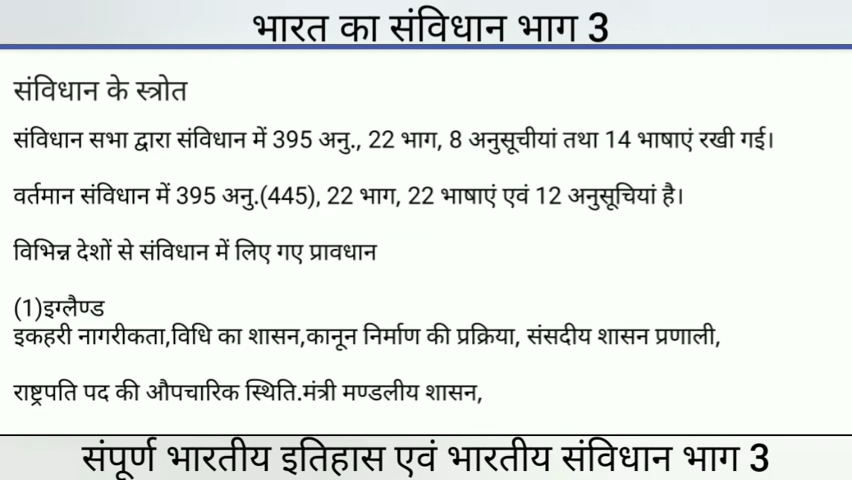 भारत का संविधान भाग 3
संविधान के स्त्रोत
संविधान सभा द्वारा संविधान में 395 अनु., 22 भाग, 8 अनुसूचीयां तथा 14 भाषाएं रखी गई।
वर्तमान संविधान में 395 अनु.(445), 22 भाग, 22 भाषाएं एवं 12 अनुसूचियां है।
विभिन्न देशों से संविधान में लिए गए प्रावधान
(1)इग्लैण्ड
इकहरी नागरीकता,विधि का शासन,कानून निर्माण की प्रक्रिया, संसदीय शासन प्रणाली,
राष्ट्रपति पद की औपचारिक स्थिति.मंत्री मण्डलीय शासन,
संपूर्ण भारतीय इतिहास एवं भारतीय संविधान भाग 3